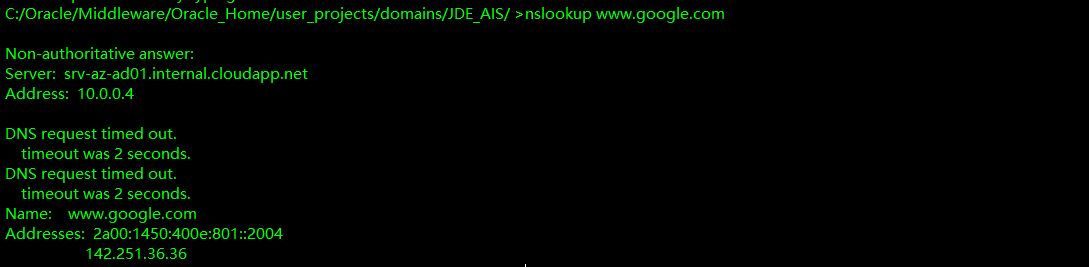 C:/Oracle/Middleware/Oracle_Home/user_projects/domains/JDE_AIS/ >nslookup www.google.com
Non-authoritative answer:
Server:  srv-az-ad01.internal.cloudapp.net
Address:  10.0.0.4
DNS request timed out.
    timeout was 2 seconds.
DNS request timed out.
    timeout was 2 seconds.
Name:    www.google.com
Addresses:  2a00:1450:400e:801::2004
142.251.36.36